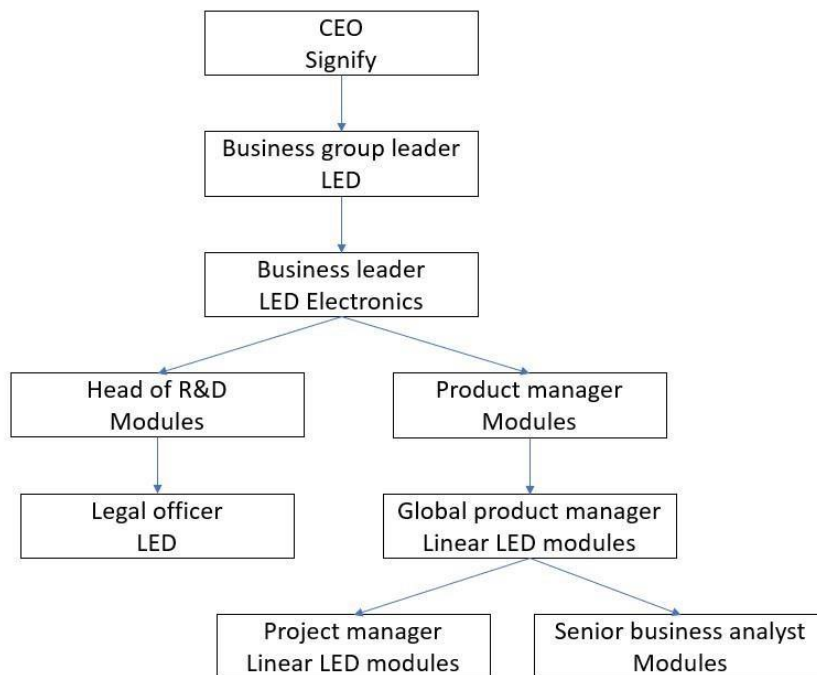 CEO
Signify
Business group leader
LED
Business leader
LED Electronics
Head of R&D
Modules
Product manager
Modules
Legal officer
LED
Global product manager
Linear LED modules
Project manager
Linear LED modules
Senior business analyst
Modules